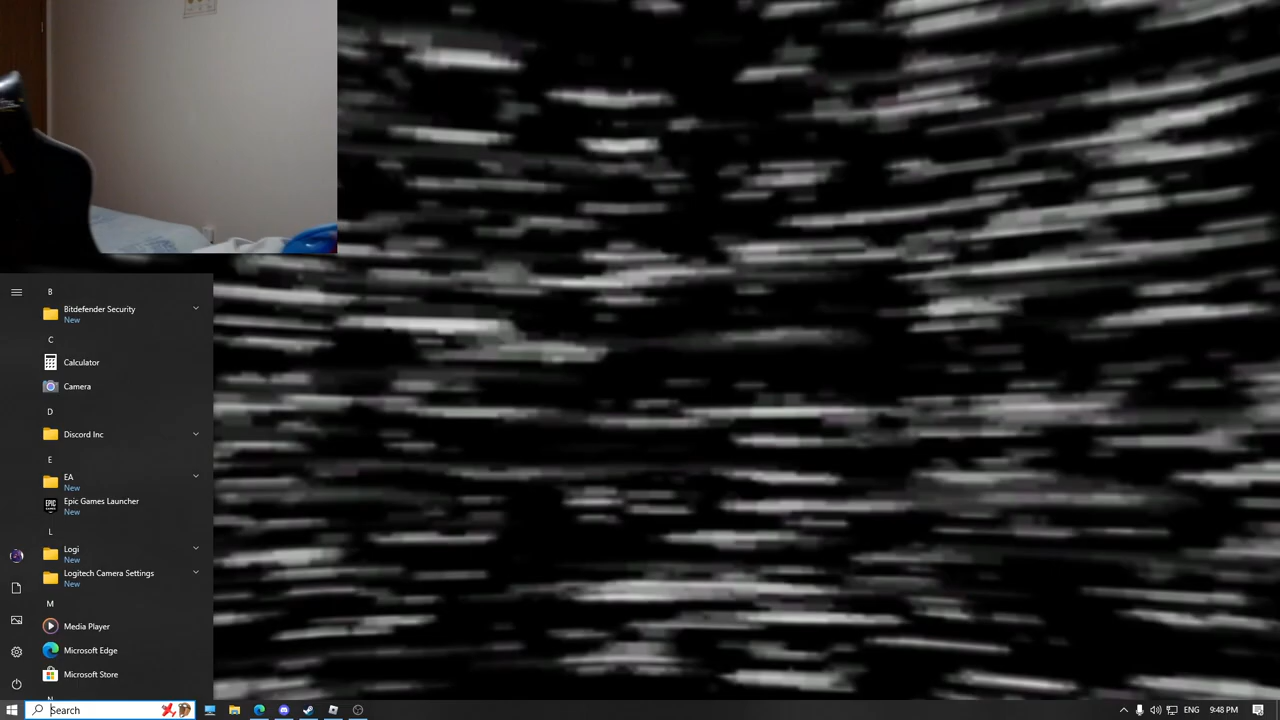 B
Bitdefender Security
New
C
Calculator
Camera
D
Discord Inc
E
EA
New
Epic Games Launcher
New
L
Logi
New
Logitech Camera Settings
New
M
Media Player
Microsoft Edge
Microsoft Store
Search
ENG
9:48 PM